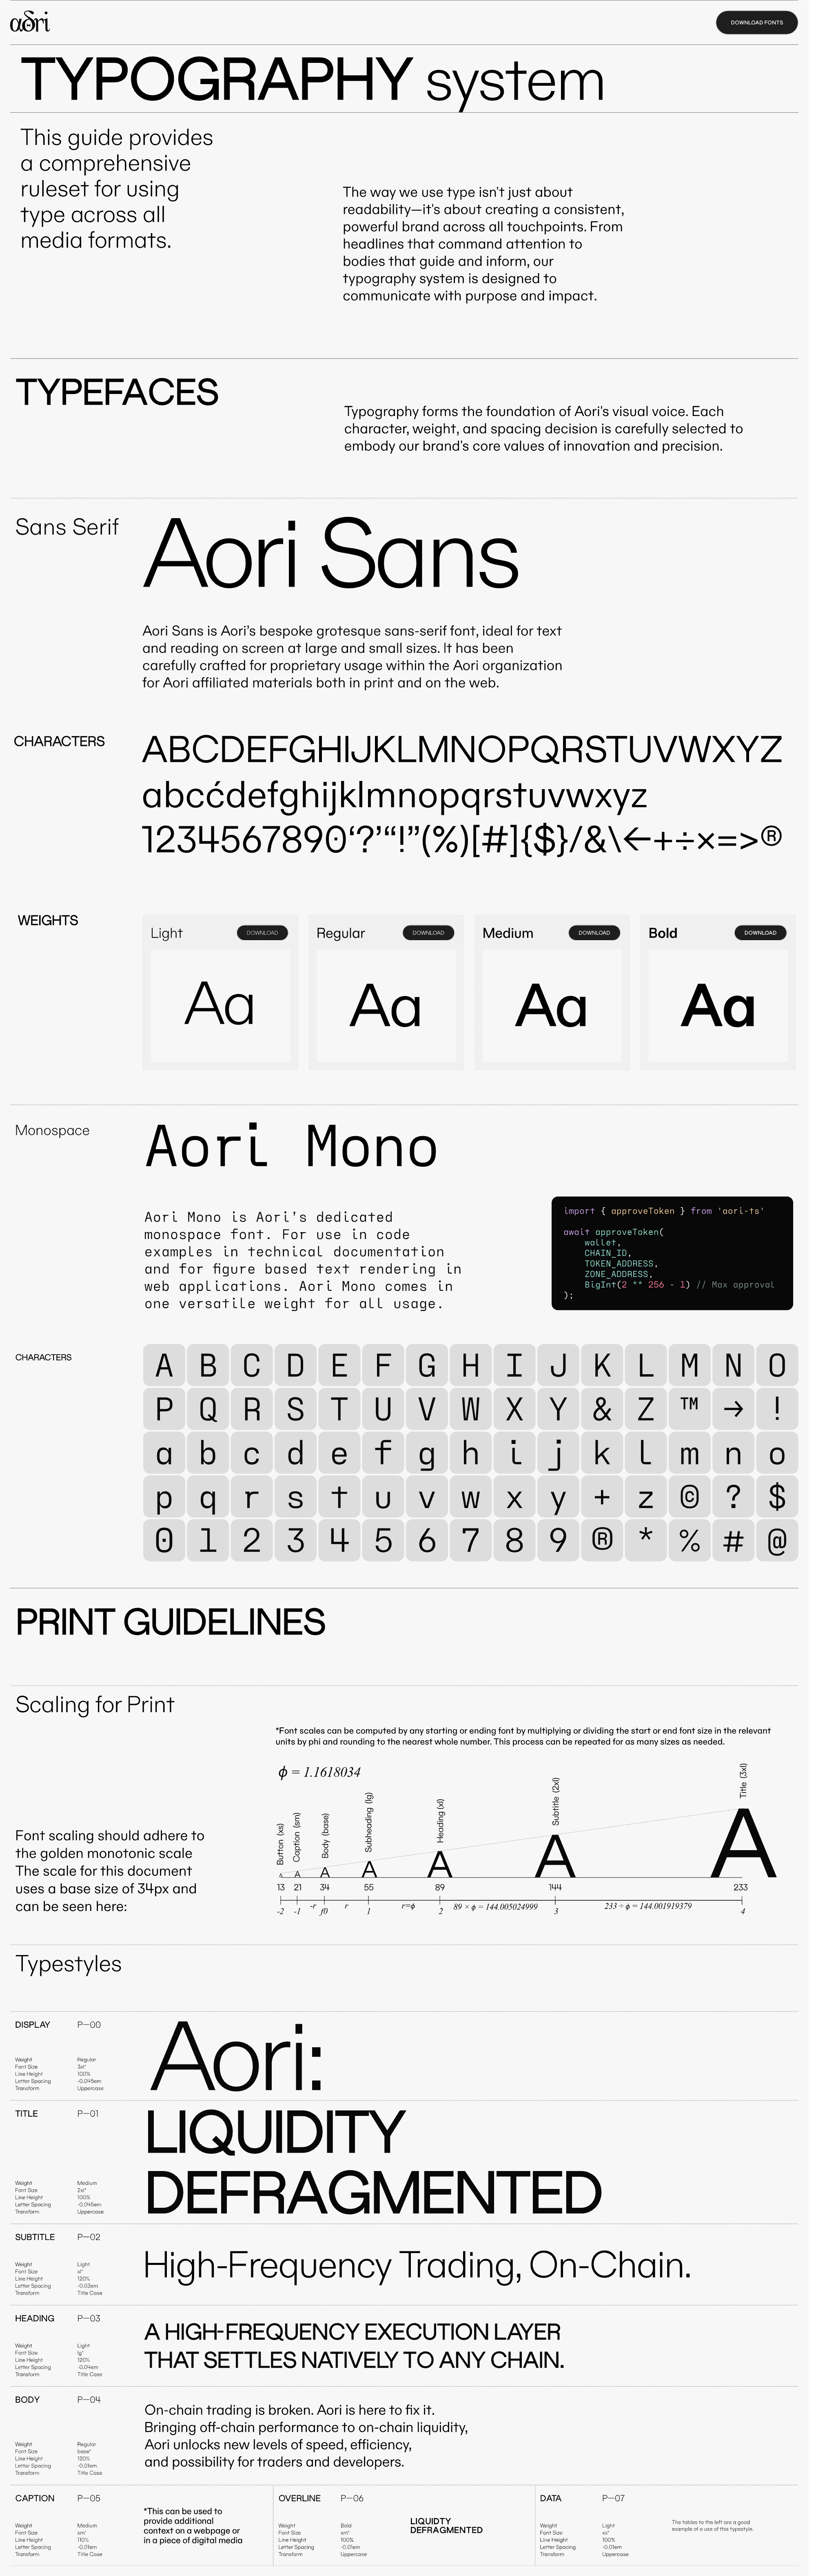 aori
DOWNLOAD FONTS
TYPOGRAPHY system
This guide provides
a comprehensive
ruleset for using
type across all
media formats.
The way we use type isn't just about
readability—it's about creating a consistent,
powerful brand across all touchpoints. From
headlines that command attention to
bodies that guide and inform, our
typography system is designed to
communicate with purpose and impact.
TYPEFACES
Typography forms the foundation of Aori's visual voice. Each
character, weight, and spacing decision is carefully selected to
embody our brand's core values of innovation and precision.
Sans Serif
Aori Sans
Aori Sans is Aori's bespoke grotesque sans-serif font, ideal for text
and reading on screen at large and small sizes. It has been
carefully crafted for proprietary usage within the Aori organization
for Aori affiliated materials both in print and on the web.
CHARACTERS
ABCDEFGHIJKLMNOPQRSTUVWXYZ
abcćdefghijklmnopqrstuvwxyz
1234567890‘?’“!”(%)[#]{$}/&\←+÷×=>®
WEIGHTS
Light
DOWNLOAD
Aa
Regular
DOWNLOAD
Aa
Medium
DOWNLOAD
Aa
Bold
DOWNLOAD
Aa
Monospace
Aori Mono
Aori Mono is Aori’s dedicated
monospace font. For use in code
examples in technical documentation
and for figure based text rendering in
web applications. Aori Mono comes in
one versatile weight for all usage.
import { approveToken } from 'aori-ts'
await approveToken(
wallet,
CHAIN_ID,
TOKEN_ADDRESS,
ZONE_ADDRESS,
BigInt(2 ** 256 - 1) // Max approval
);
CHARACTERS
A B C D E F G H I J K L M N O
P Q R S T U V W X Y & Z ™ → !
a b c d e f g h i j k l m n o
p q r s t u v w x y + z © ? $
0 1 2 3 4 5 6 7 8 9 ® * % # @
PRINT GUIDELINES
Scaling for Print
*Font scales can be computed by any starting or ending font by multiplying or dividing the start or end font size in the relevant
units by phi and rounding to the nearest whole number. This process can be repeated for as many sizes as needed.
ϕ = 1.1618034
Font scaling should adhere to
the golden monotonic scale
The scale for this document
uses a base size of 34px and
can be seen here:
Button (xs)
Caption (sm)
Body (base)
Subheading (lg)
Heading (xl)
Subtitle (2xl)
Title (3xl)
A A A A A A A
13 21 34 55 89 144 233
-r r r=ϕ 89 × ϕ = 144.005024999 233 ÷ ϕ = 144.001919379
-2 -1 f0 1 2 3 4
Typestyles
DISPLAY P—00
Weight Regular
Font Size 3xl*
Line Height 100%
Letter Spacing -0.045em
Transform Uppercase
Aori:
TITLE P—01
Weight Medium
Font Size 2xl*
Line Height 100%
Letter Spacing -0.045em
Transform Uppercase
LIQUIDITY
DEFRAGMENTED
SUBTITLE P—02
Weight Light
Font Size xl*
Line Height 120%
Letter Spacing -0.03em
Transform Title Case
High-Frequency Trading, On-Chain.
HEADING P—03
Weight Light
Font Size lg*
Line Height 120%
Letter Spacing -0.04em
Transform Title Case
A HIGH-FREQUENCY EXECUTION LAYER
THAT SETTLES NATIVELY TO ANY CHAIN.
BODY P—04
Weight Regular
Font Size base*
Line Height 120%
Letter Spacing -0.01em
Transform Title Case
On-chain trading is broken. Aori is here to fix it.
Bringing off-chain performance to on-chain liquidity,
Aori unlocks new levels of speed, efficiency,
and possibility for traders and developers.
CAPTION P—05
Weight Medium
Font Size sm*
Line Height 110%
Letter Spacing -0.01em
Transform Title Case
*This can be used to
provide additional
context on a webpage or
in a piece of digital media
OVERLINE P—06
Weight Bold
Font Size sm*
Line Height 100%
Letter Spacing -0.01em
Transform Uppercase
LIQUIDTY
DEFRAGMENTED
DATA P—07
Weight Light
Font Size xs*
Line Height 100%
Letter Spacing -0.01em
Transform Uppercase
The tables to the left are a good
example of a use of this typestyle.